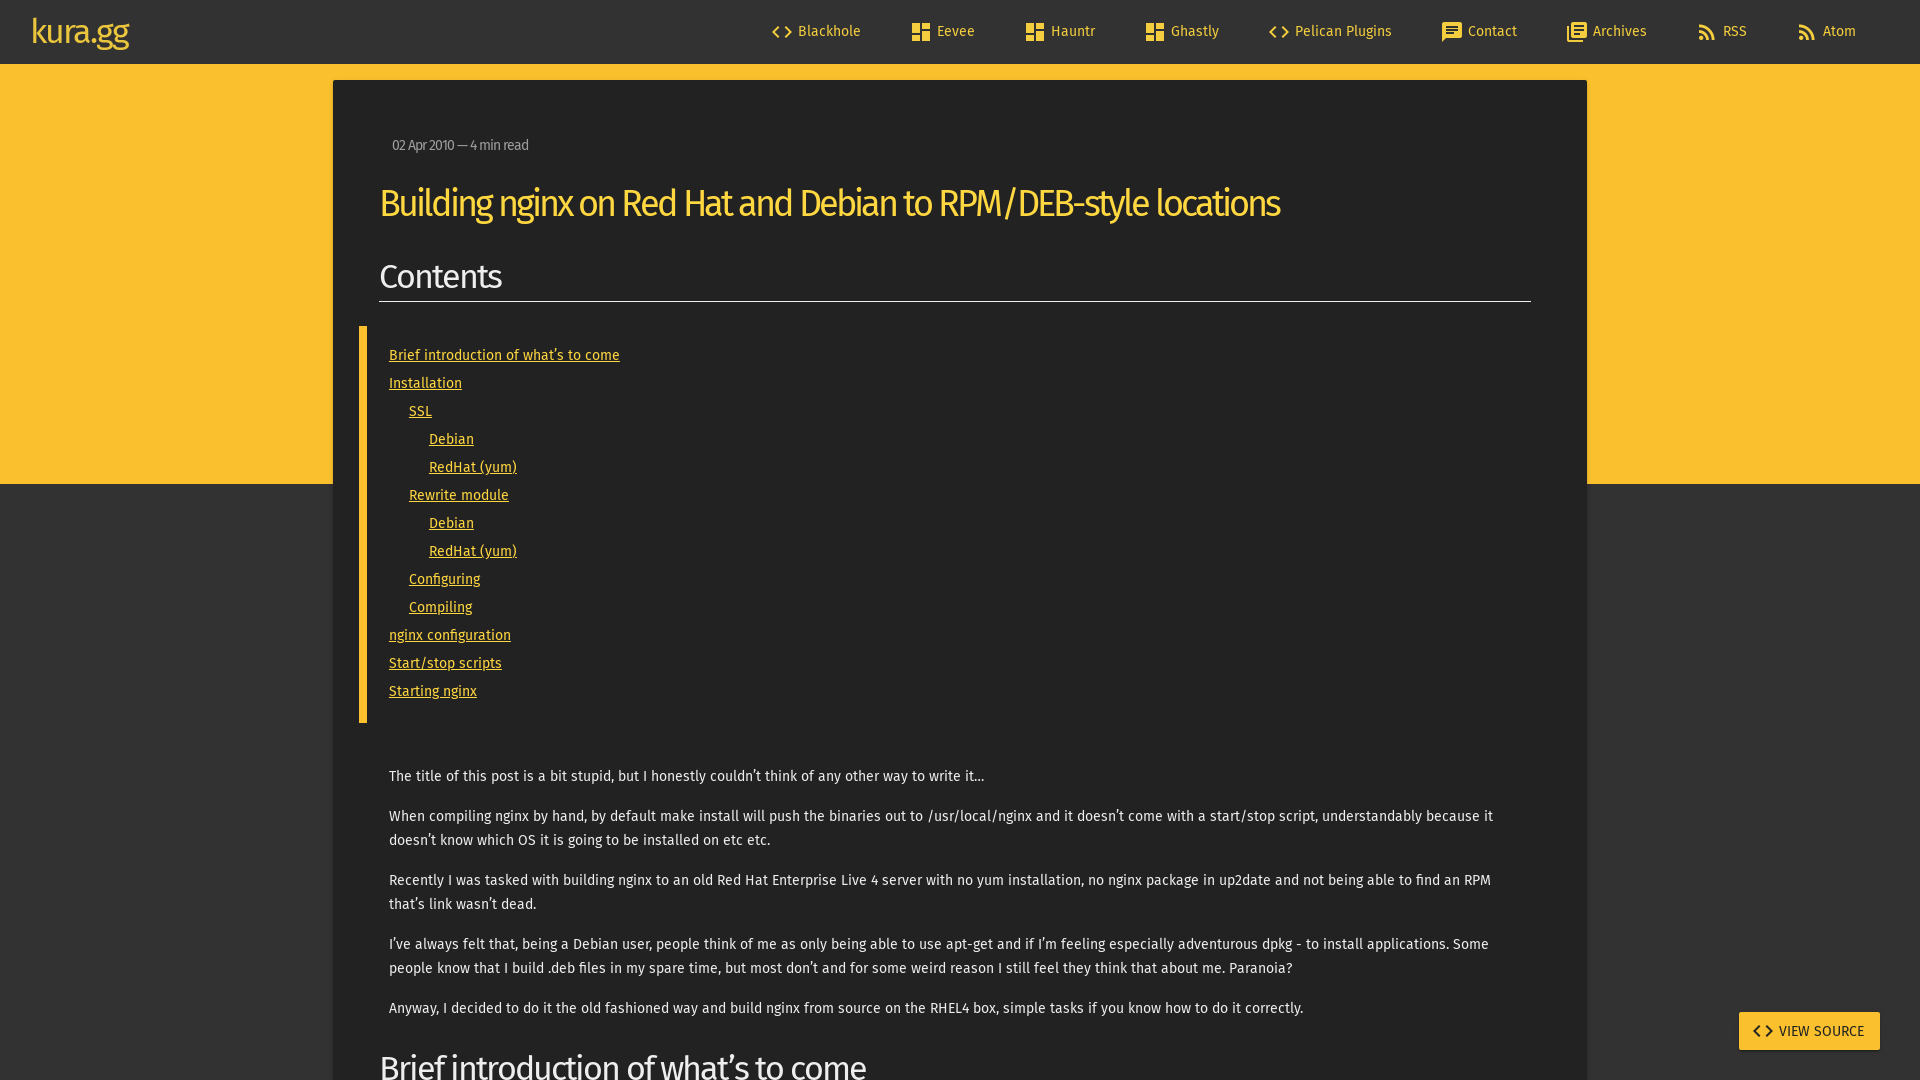 kura.gg
Blackhole
Eevee
Hauntr
Ghastly
Pelican Plugins
Contact
Archives
RSS
Atom
02 Apr 2010 — 4 min read
Building nginx on Red Hat and Debian to RPM/DEB-style locations
Contents
Brief introduction of what’s to come
Installation
SSL
Debian
RedHat (yum)
Rewrite module
Debian
RedHat (yum)
Configuring
Compiling
nginx configuration
Start/stop scripts
Starting nginx
The title of this post is a bit stupid, but I honestly couldn’t think of any other way to write it…
When compiling nginx by hand, by default make install will push the binaries out to /usr/local/nginx and it doesn’t come with a start/stop script, understandably because it
doesn’t know which OS it is going to be installed on etc etc.
Recently I was tasked with building nginx to an old Red Hat Enterprise Live 4 server with no yum installation, no nginx package in up2date and not being able to find an RPM
that’s link wasn’t dead.
I’ve always felt that, being a Debian user, people think of me as only being able to use apt-get and if I’m feeling especially adventurous dpkg - to install applications. Some
people know that I build .deb files in my spare time, but most don’t and for some weird reason I still feel they think that about me. Paranoia?
Anyway, I decided to do it the old fashioned way and build nginx from source on the RHEL4 box, simple tasks if you know how to do it correctly.
VIEW SOURCE
Brief introduction of what’s to come